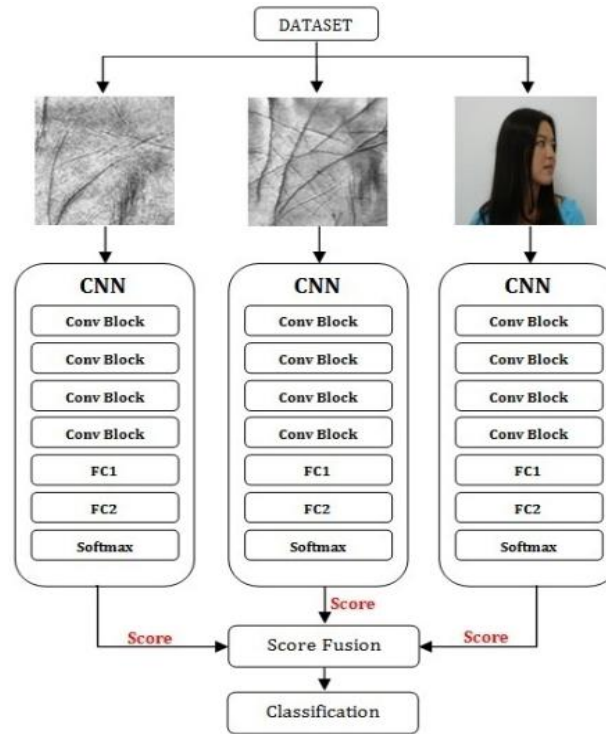 DATASET
CNN CNN CNN
Conv Block Conv Block Conv Block
Conv Block Conv Block Conv Block
Conv Block Conv Block Conv Block
Conv Block Conv Block Conv Block
FC1 FC1 FC1
FC2 FC2 FC2
Softmax Softmax Softmax
Score
Score Score
Score Fusion
Classification